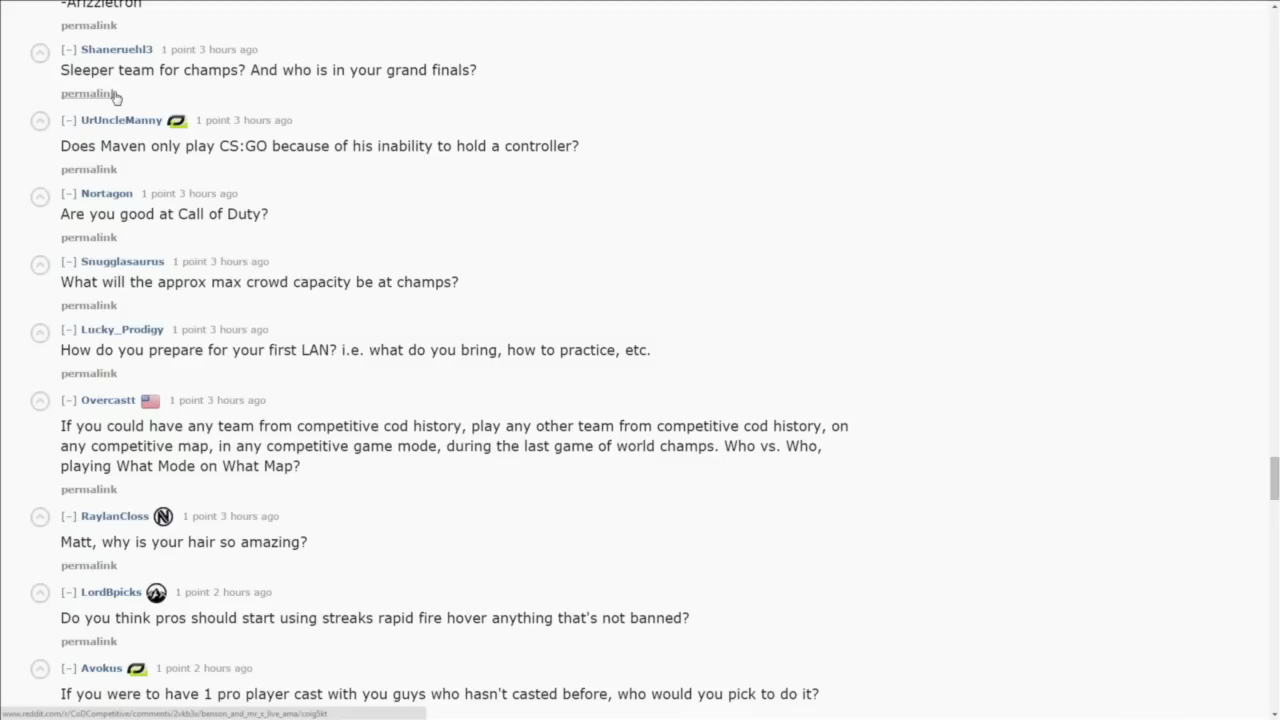 -Arizzletron
permalink
[-] Shaneruehl3 1 point 3 hours ago
Sleeper team for champs? And who is in your grand finals?
permalink
[-] UrUncleManny 1 point 3 hours ago
Does Maven only play CS:GO because of his inability to hold a controller?
permalink
[-] Nortagon 1 point 3 hours ago
Are you good at Call of Duty?
permalink
[-] Snugglasaurus 1 point 3 hours ago
What will the approx max crowd capacity be at champs?
permalink
[-] Lucky_Prodigy 1 point 3 hours ago
How do you prepare for your first LAN? i.e. what do you bring, how to practice, etc.
permalink
[-] Overcastt 1 point 3 hours ago
If you could have any team from competitive cod history, play any other team from competitive cod history, on
any competitive map, in any competitive game mode, during the last game of world champs. Who vs. Who,
playing What Mode on What Map?
permalink
[-] RaylanCloss 1 point 3 hours ago
Matt, why is your hair so amazing?
permalink
[-] LordBpicks 1 point 2 hours ago
Do you think pros should start using streaks rapid fire hover anything that's not banned?
permalink
[-] Avokus 1 point 2 hours ago
If you were to have 1 pro player cast with you guys who hasn't casted before, who would you pick to do it?